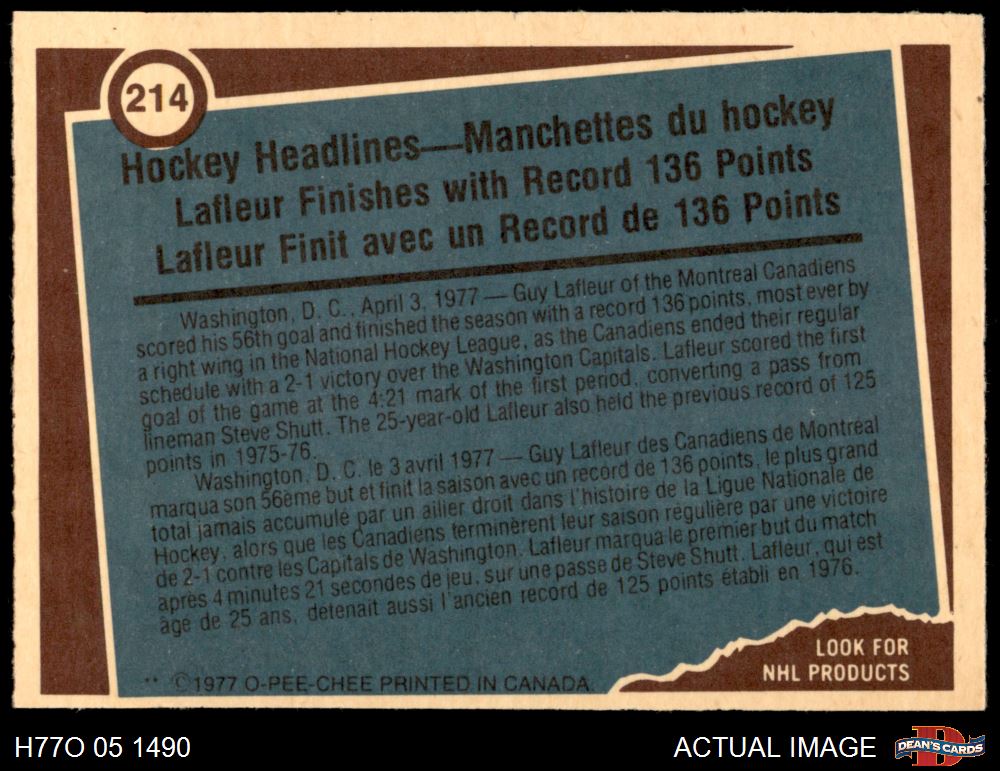 214
Hockey Headlines—Manchettes du hockey
Lafleur Finishes with Record 136 Points
Lafleur Finit avec un Record de 136 Points
Washington, D. C., April 3, 1977 — Guy Lafleur of the Montreal Canadiens
scored his 56th goal and finished the season with a record 136 points, most ever by
a right wing in the National Hockey League, as the Canadiens ended their regular
schedule with a 2-1 victory over the Washington Capitals. Lafleur scored the first
goal of the game at the 4:21 mark of the first period, converting a pass from
lineman Steve Shutt. The 25-year-old Lafleur also held the previous record of 125
points in 1975-76.
Washington, D. C. le 3 avril 1977 — Guy Lafleur des Canadiens de Montréal
marqua son 56ème but et finit la saison avec un récord de 136 points, le plus grand
total jamais accumulé par un ailier droit dans l'histoire de la Ligue Nationale de
Hockey, alors que les Canadiens terminèrent leur saison régulière par une victoire
de 2-1 contre les Capitals de Washington. Lafleur marqua le premier but du match
après 4 minutes 21 secondes de jeu, sur une passe de Steve Shutt. Lafleur, qui est
âgé de 25 ans, détenait aussi l'ancien record de 125 points établi en 1976.
** ©1977 O-PEE-CHEE PRINTED IN CANADA.
LOOK FOR
NHL PRODUCTS
H77O 05 1490
ACTUAL IMAGE
D
DEAN'S CARDS